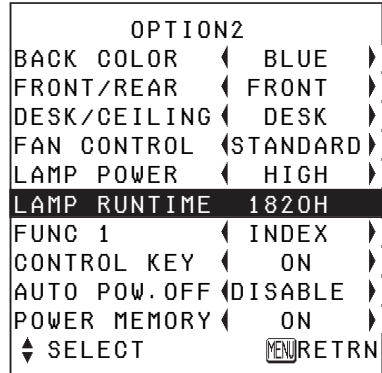 OPTION2
BACK COLOR BLUE
FRONT/REAR FRONT
DESK/CEILING DESK
FAN CONTROL STANDARD
LAMP POWER HIGH
LAMP RUNTIME 1820H
FUNC 1 INDEX
CONTROL KEY ON
AUTO POW.OFF DISABLE
POWER MEMORY ON
SELECT MENU RETRN